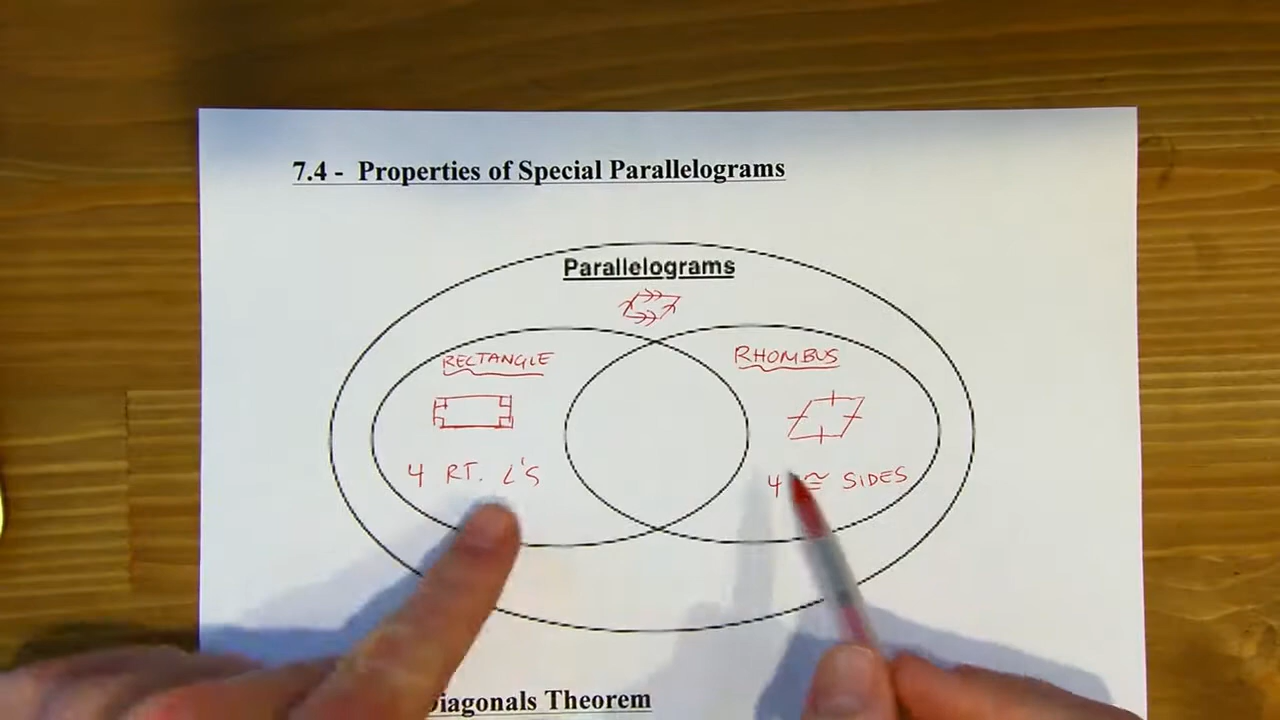 7.4 - Properties of Special Parallelograms
Parallelograms
RECTANGLE
RHOMBUS
4 RT. ∠'S
4 ≅ SIDES
Diagonals Theorem